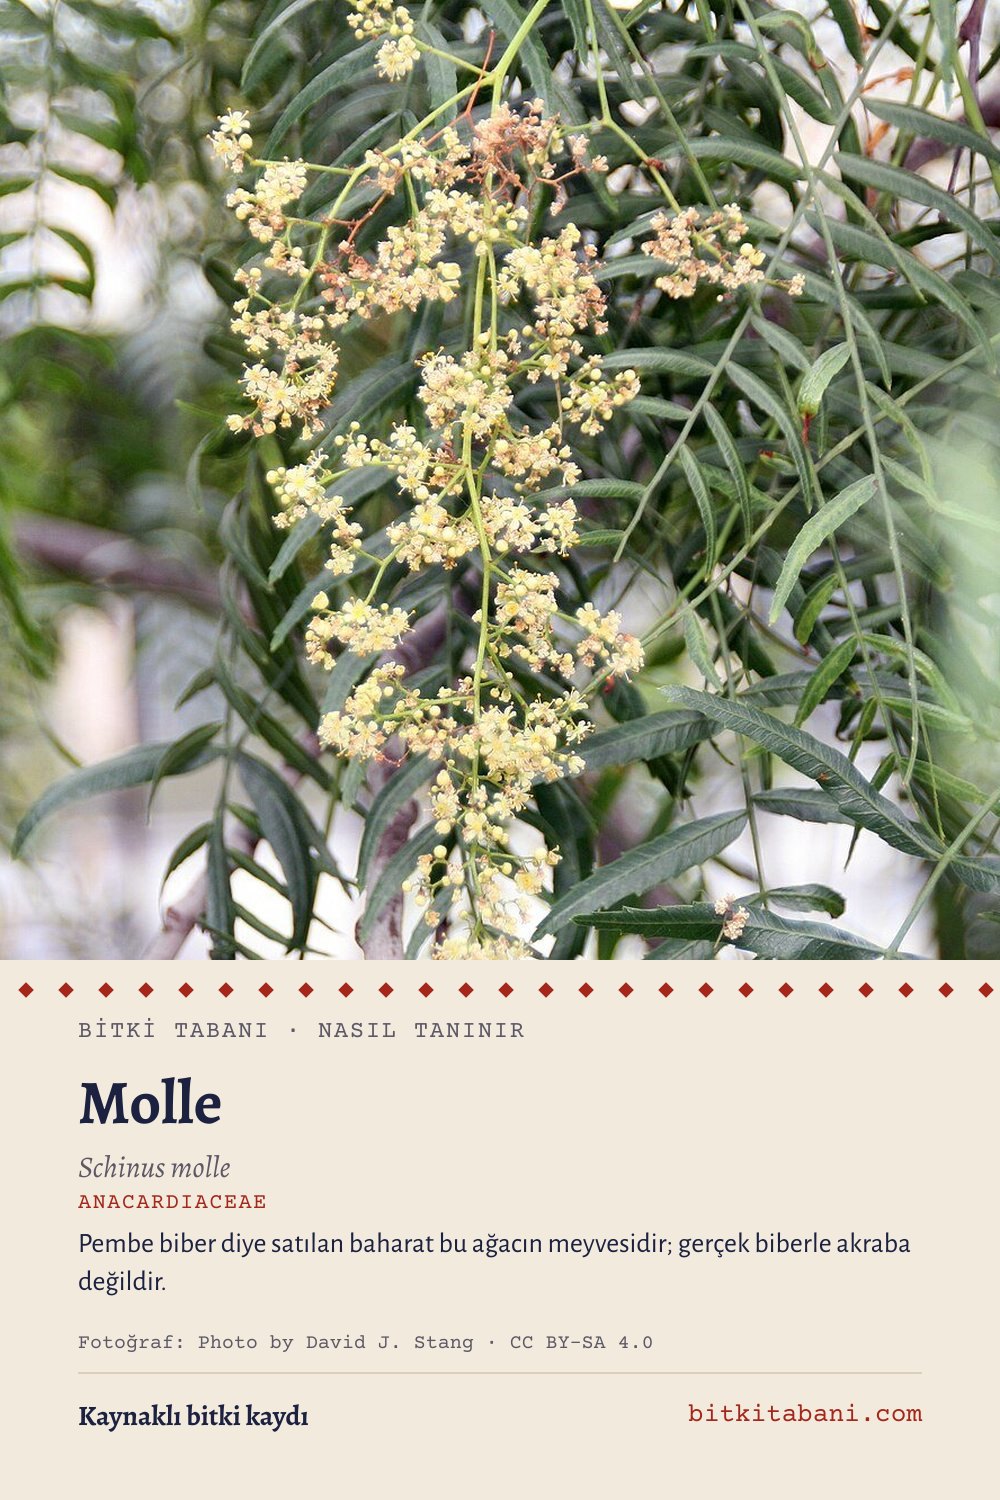 BİTKİ TABANI · NASIL TANINIR
Molle
Schinus molle
ANACARDIACEAE
Pembe biber diye satılan baharat bu ağacın meyvesidir; gerçek biberle akraba
değildir.
Fotoğraf: Photo by David J. Stang · CC BY-SA 4.0
Kaynaklı bitki kaydı
bitkitabani.com